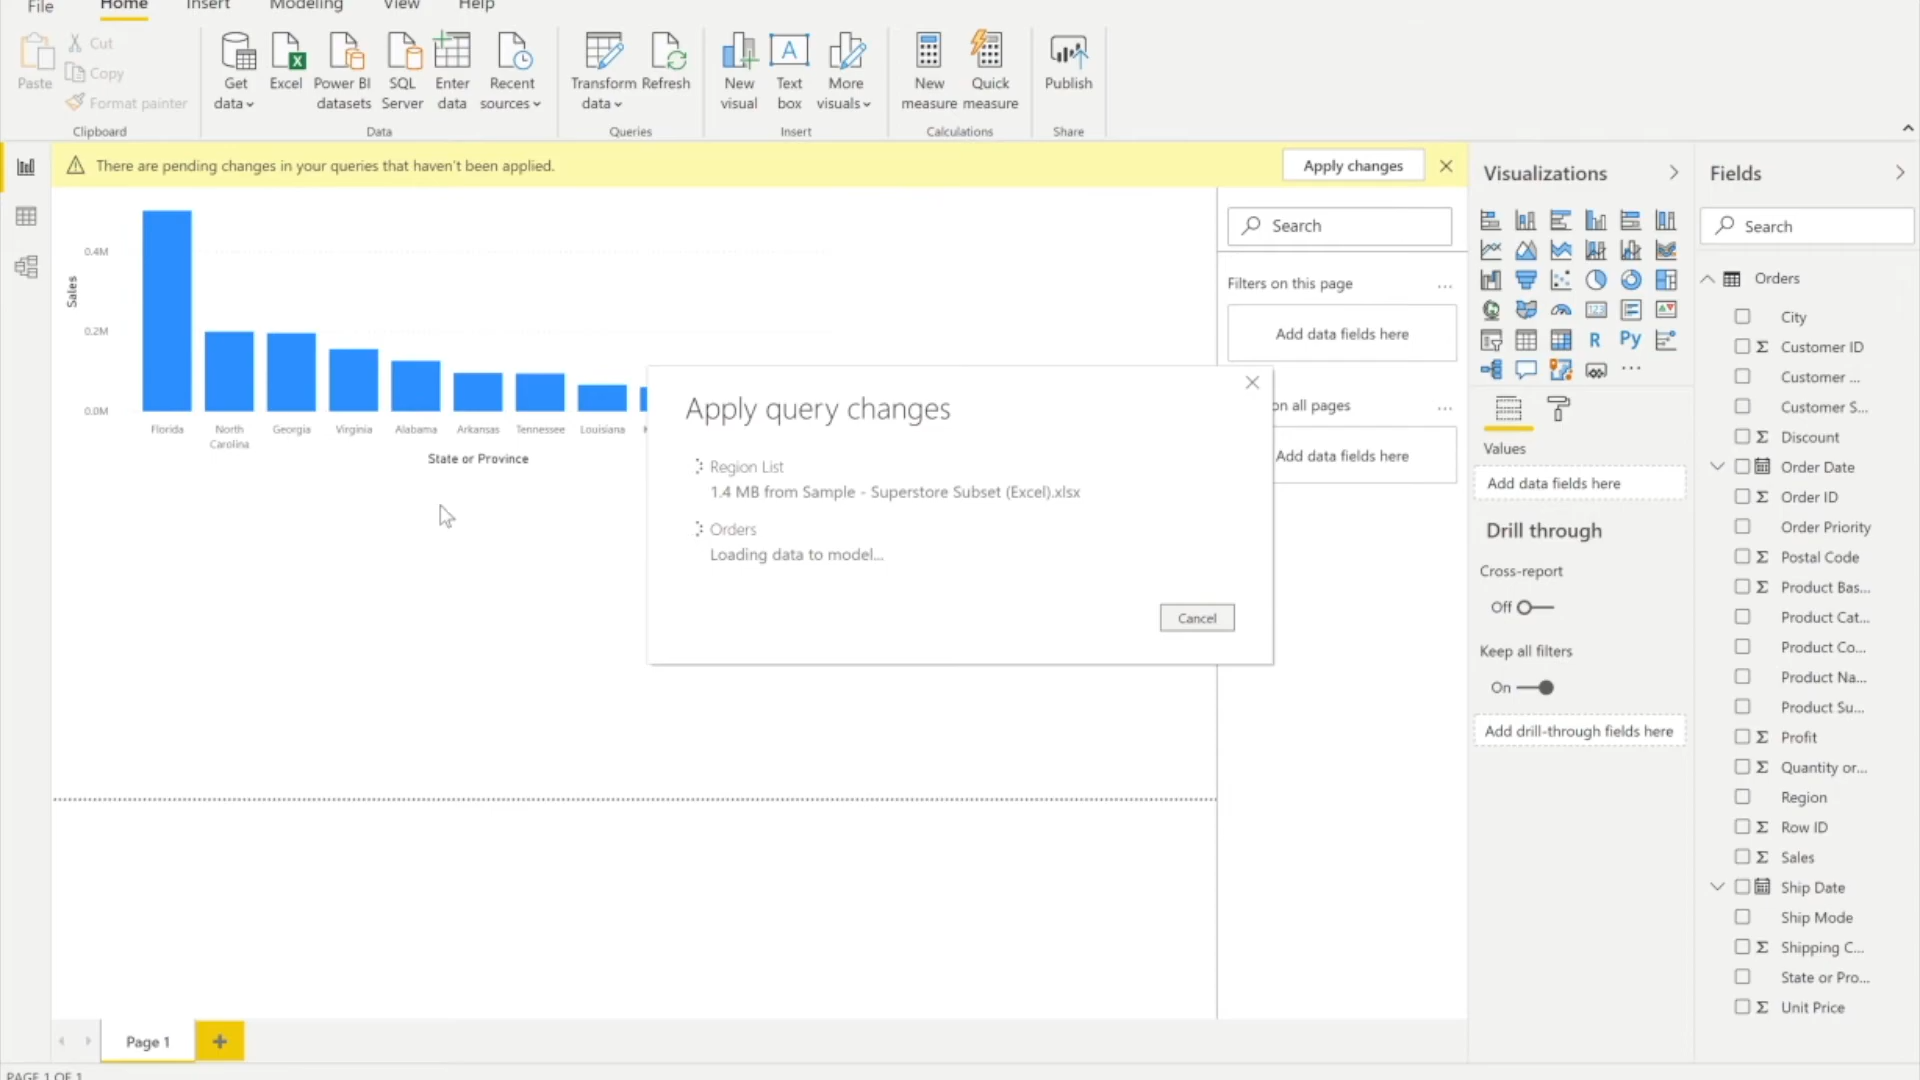 File Home Insert Modeling View Help
Paste
Cut
Copy
Format painter
Clipboard
Get data
Excel
Power BI datasets
SQL Server
Enter data
Recent sources
Data
Transform data
Refresh
Queries
New visual
Text box
More visuals
Insert
New measure
Quick measure
Calculations
Publish
Share
There are pending changes in your queries that haven't been applied.
Apply changes
Sales
0.4M
0.2M
0.0M
Florida
North Carolina
Georgia
Virginia
Alabama
Arkansas
Tennessee
Louisiana
State or Province
Apply query changes
Region List
1.4 MB from Sample - Superstore Subset (Excel).xlsx
Orders
Loading data to model...
Cancel
Search
Filters on this page
...
Add data fields here
on all pages
...
Add data fields here
Visualizations
123
R
Py
...
Values
Add data fields here
Drill through
Cross-report
Off
Keep all filters
On
Add drill-through fields here
Fields
Search
Orders
City
Σ Customer ID
Customer ...
Customer S...
Σ Discount
Order Date
Σ Order ID
Order Priority
Σ Postal Code
Σ Product Bas...
Product Cat...
Product Co...
Product Na...
Product Su...
Σ Profit
Σ Quantity or...
Region
Σ Row ID
Σ Sales
Ship Date
Ship Mode
Σ Shipping C...
State or Pro...
Σ Unit Price
Page 1
+
PAGE 1 OF 1